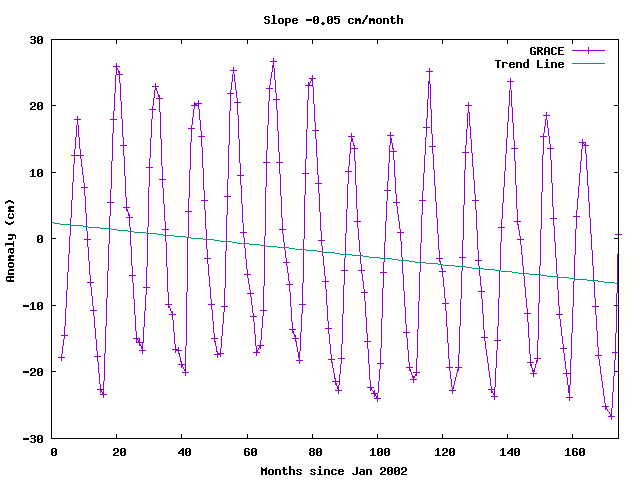 Slope -0.05 cm/month
GRACE
Trend Line
30
20
10
0
-10
-20
-30
Anomaly (cm)
0 20 40 60 80 100 120 140 160
Months since Jan 2002